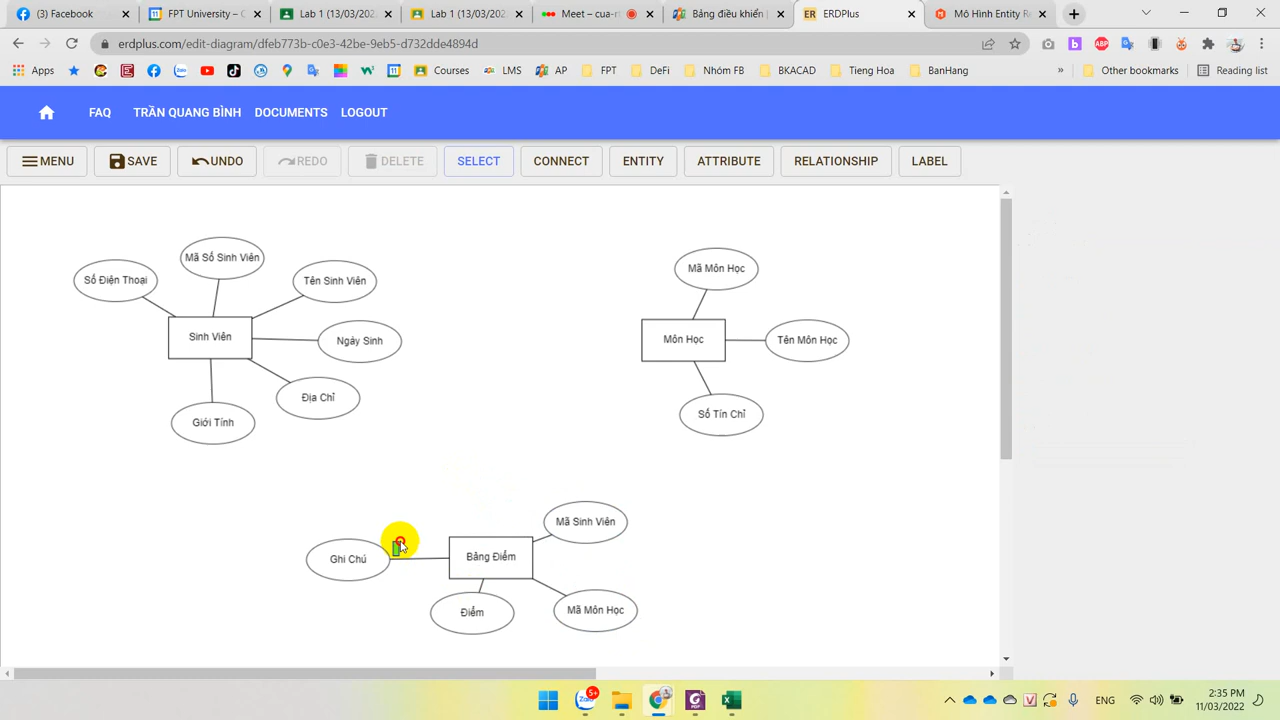 Facebook
FPT University - C
Lab 1 (13/03/202
Lab 1 (13/03/202
Meet – cua-r
Bảng điều khiển |
ERDPlus
Mô Hình Entity Re
erdplus.com/edit-diagram/dfeb773b-c0e3-42be-9eb5-d732dde4894d
Apps
Courses
LMS
AP
FPT
DeFi
Nhóm FB
BKACAD
Tieng Hoa
BanHang
»
Other bookmarks
Reading list
FAQ
TRẦN QUANG BÌNH
DOCUMENTS
LOGOUT
MENU
SAVE
UNDO
REDO
DELETE
SELECT
CONNECT
ENTITY
ATTRIBUTE
RELATIONSHIP
LABEL
Mã Số Sinh Viên
Số Điện Thoại
Tên Sinh Viên
Sinh Viên
Ngày Sinh
Địa Chỉ
Giới Tính
Mã Môn Học
Môn Học
Tên Môn Học
Số Tín Chỉ
Mã Sinh Viên
Ghi Chú
Bảng Điểm
Điểm
Mã Môn Học
5+
ENG
2:35 PM
11/03/2022